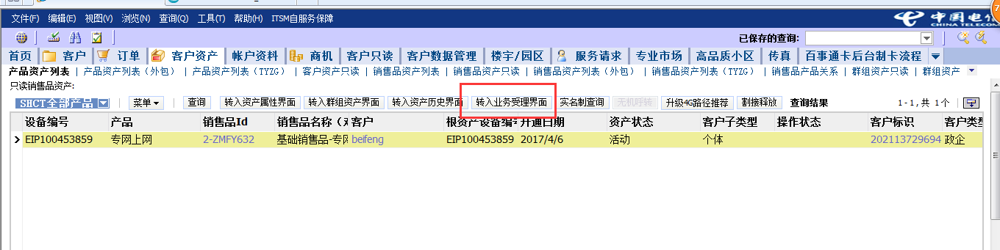 文件(F) 编辑(E) 视图(V) 浏览(N) 查询(Q) 工具(T) 帮助(H) ITSM自服务保障 中国电信
CHINA TELECOM
已保存的查询:
首页 客户 订单 客户资产 帐户资料 商机 客户只读 客户数据管理 楼宇/园区 服务请求 专业市场 高品质小区 传真 百事通卡后台制卡流程
产品资产列表 | 产品资产列表(外包) | 产品资产列表(TYZG) | 客户资产只读 | 销售品资产列表 | 销售品资产只读 | 销售品资产列表(外包) | 销售品资产列表(TYZG) | 销售品产品关系 | 群组资产只读 | 群组资产
只读销售品资产:
SHCT全部产品 菜单 查询 转入资产属性界面 转入群组资产界面 转入资产历史界面 转入业务受理界面 实名制查询 无机呼转 升级4G路径推荐 割接释放 查询结果 1-1,共 1个
设备编号 产品 销售品Id 销售品名称(对 客户 根资产设备编号 开通日期 资产状态 客户子类型 操作状态 客户标识 客户类型
EIP100453859 专网上网 2-ZMFY632 基础销售品-专网 beifeng EIP100453859 2017/4/6 活动 个体 202113729694 政企